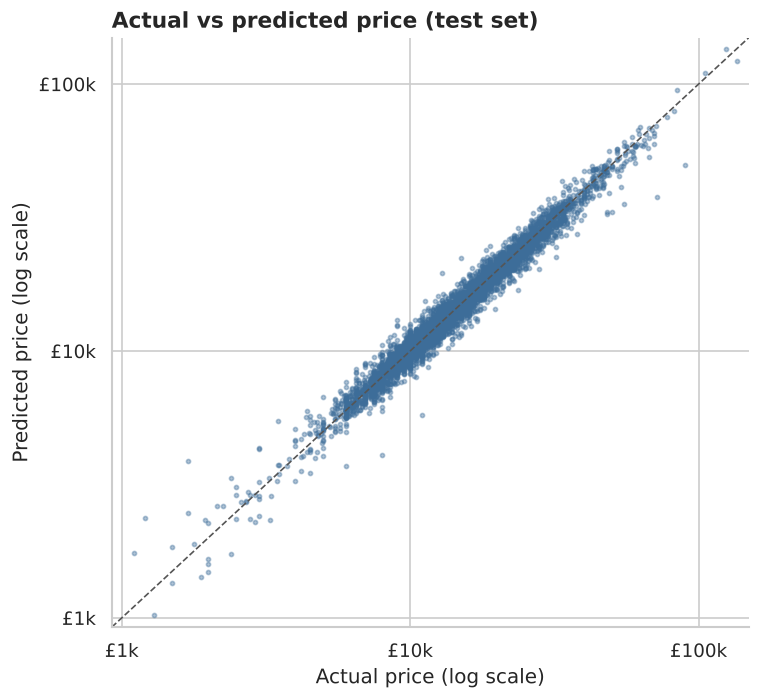 Actual vs predicted price (test set)
£100k
£10k
£1k
Predicted price (log scale)
£1k
£10k
£100k
Actual price (log scale)